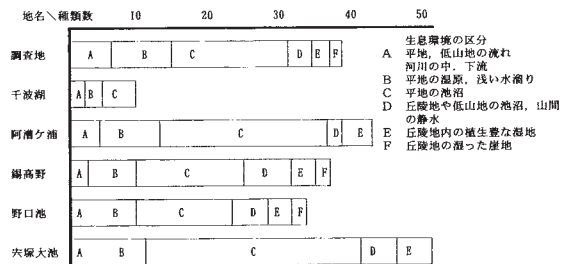 地名＼種類数 10 20 30 40 50
調査地 A B C D E F
千波湖 A B C
阿漕ケ浦 A B C D E
鍋高野 A B C D E F
野口池 A B C D E F
宍塚大池 A B C D E
生息環境の区分
A 平地，低山地の流れ
河川の中．下流
B 平地の湿原，浅い水溜り
C 平地の池沼
D 丘陵地や低山地の池沼，山間
の静水
E 丘陵地内の植生豊な湿地
F 丘陵地の湿った崖地